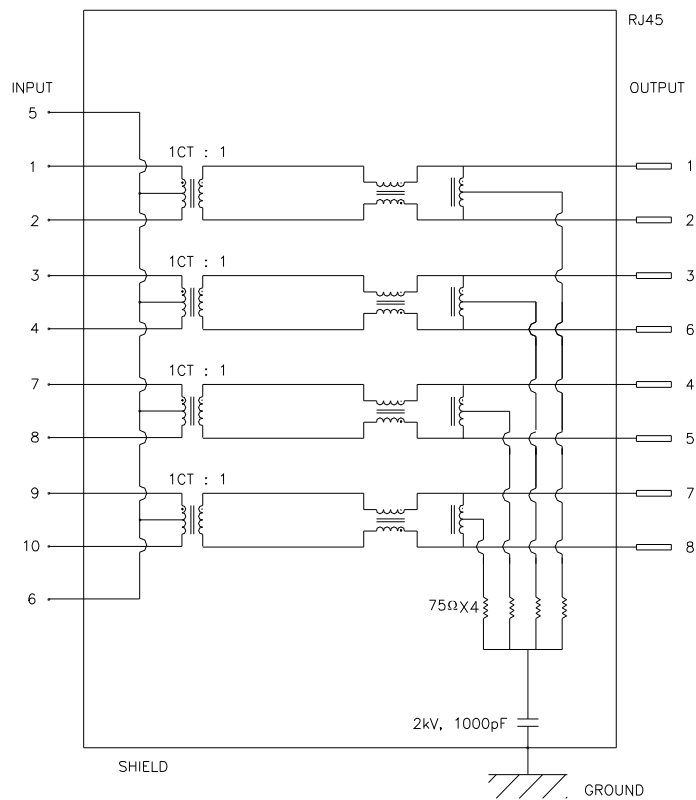 RJ45
INPUT
OUTPUT
5
1CT : 1
1
1
2
2
1CT : 1
3
3
4
6
1CT : 1
7
4
8
5
1CT : 1
9
7
10
8
6
75ΩX4
2kV, 1000pF
SHIELD
GROUND